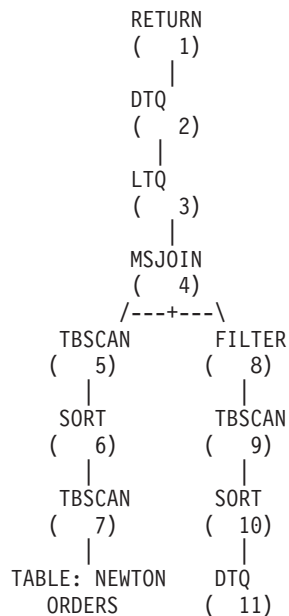 RETURN
(   1)
|
DTQ
(   2)
|
LTQ
(   3)
|
MSJOIN
(   4)
/---+---\
TBSCAN          FILTER
(   5)          (   8)
|               |
SORT            TBSCAN
(   6)          (   9)
|               |
TBSCAN          SORT
(   7)          (  10)
|               |
TABLE: NEWTON   DTQ
ORDERS          (  11)